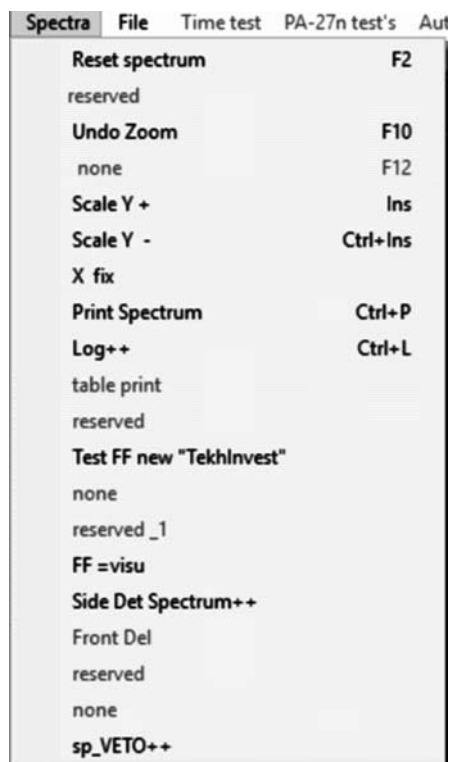 Spectra File Time test PA-27n test's Aut
Reset spectrum F2
reserved
Undo Zoom F10
none F12
Scale Y + Ins
Scale Y - Ctrl+Ins
X fix
Print Spectrum Ctrl+P
Log++ Ctrl+L
table print
reserved
Test FF new "TekhInvest"
none
reserved _1
FF =visu
Side Det Spectrum++
Front Del
reserved
none
sp_VETO++